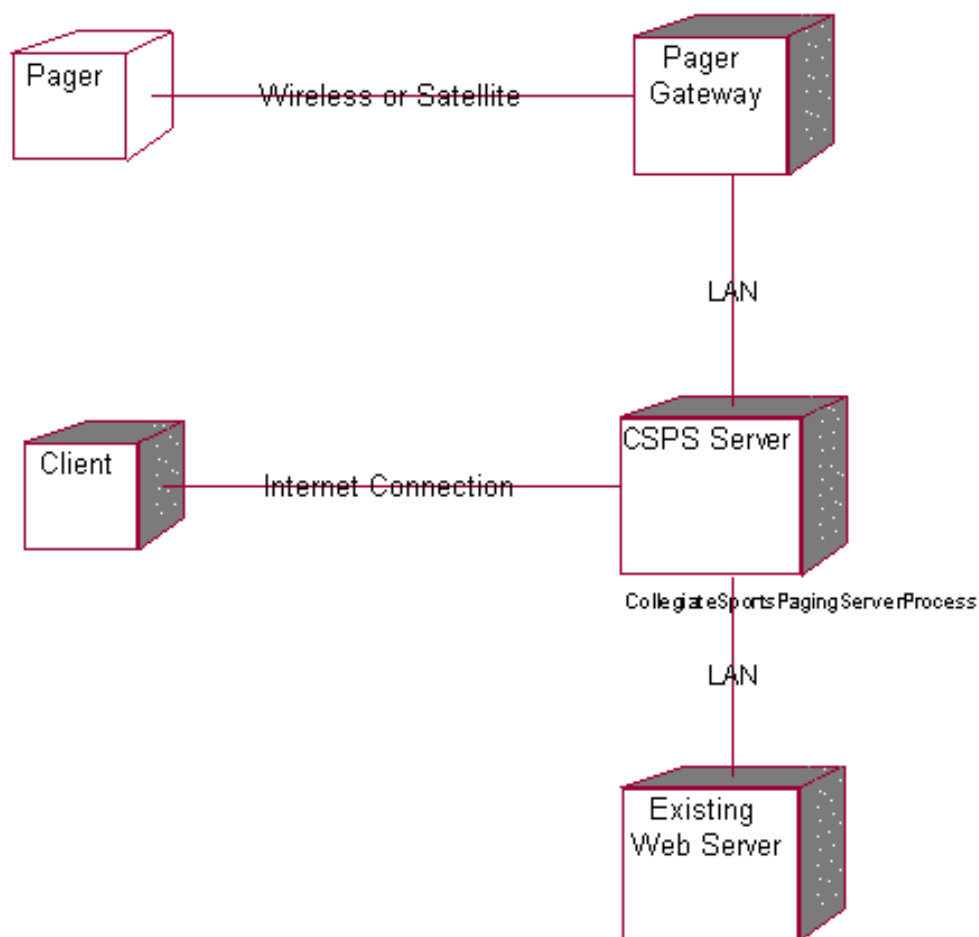 Pager
Wireless or Satellite
Pager
Gateway
LAN
Client
Internet Connection
CSPS Server
CollegiateSportsPagingServerProcess
LAN
Existing
Web Server